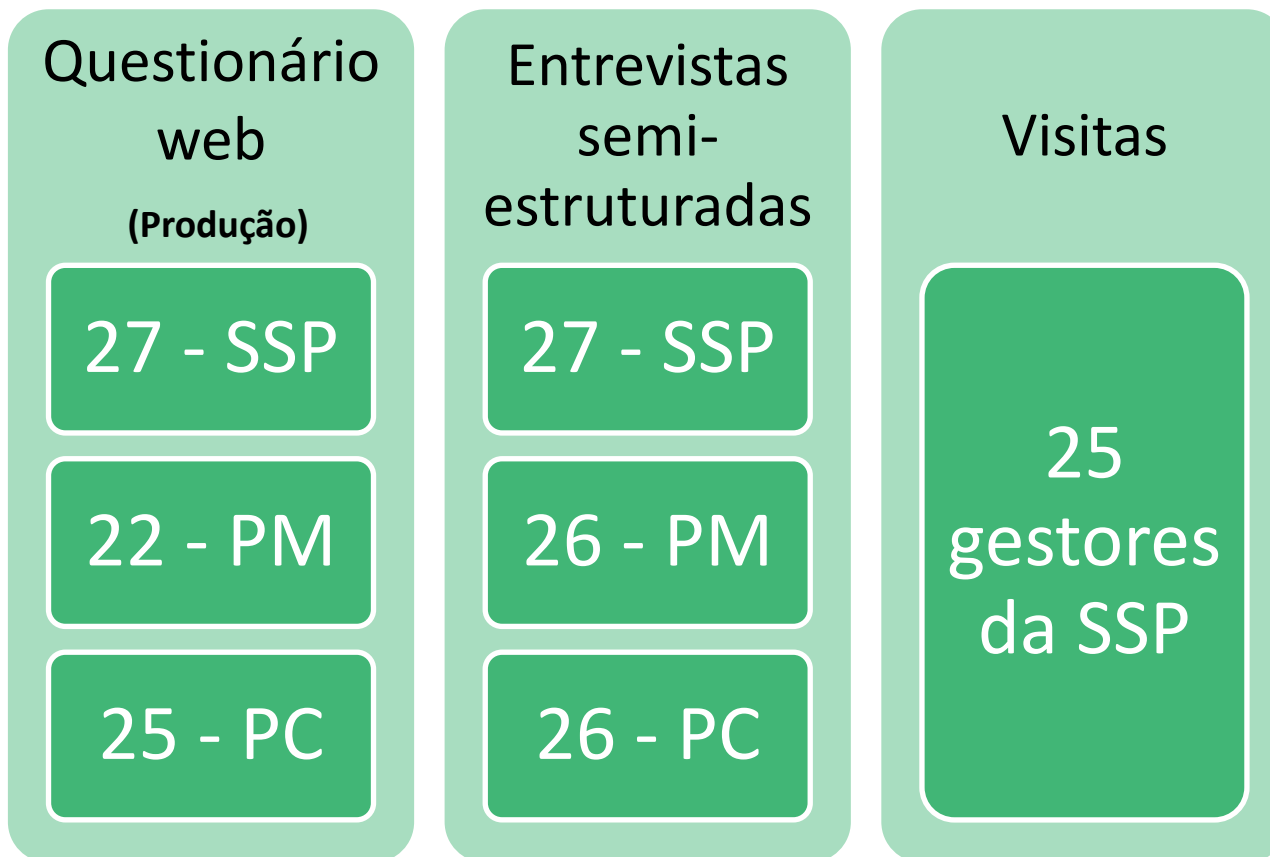 Questionário
web
(Produção)
27 - SSP
22 - PM
25 - PC
Entrevistas
semi-
estruturadas
27 - SSP
26 - PM
26 - PC
Visitas
25
gestores
da SSP